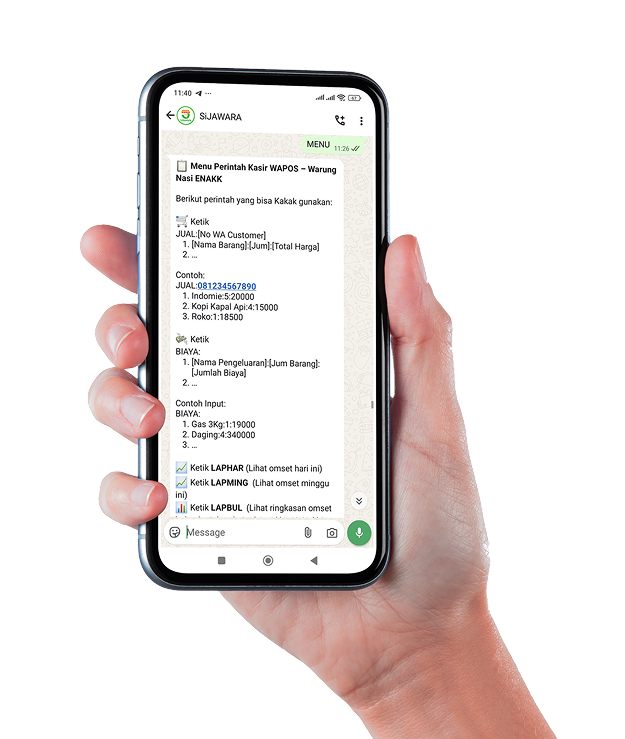 11:40
67
SiJAWARA
MENU 11:26
Menu Perintah Kasir WAPOS – Warung
Nasi ENAKK
Berikut perintah yang bisa Kakak gunakan:
Ketik
JUAL:[No WA Customer]
1. [Nama Barang]:[Jum]:[Total Harga]
2. ...
Contoh:
JUAL:081234567890
1. Indomie:5:20000
2. Kopi Kapal Api:4:15000
3. Roko:1:18500
Ketik
BIAYA:
1. [Nama Pengeluaran]:[Jum Barang]:
[Jumlah Biaya]
2. ...
Contoh Input:
BIAYA:
1. Gas 3Kg:1:19000
2. Daging:4:340000
3. ...
Ketik LAPHAR (Lihat omset hari ini)
Ketik LAPMING (Lihat omset minggu
ini)
Ketik LAPBUL (Lihat ringkasan omset
Message